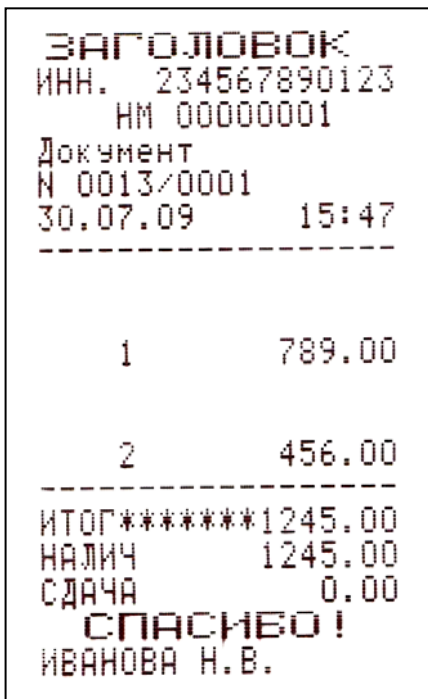 ЗАГОЛОВОК
ИНН. 234567890123
НМ 00000001
Документ
N 0013/0001
30.07.09 15:47
------------------
1 789.00
2 456.00
------------------
ИТОГ*******1245.00
НАЛИЧ 1245.00
СДАЧА 0.00
СПАСИБО!
ИВАНОВА Н.В.